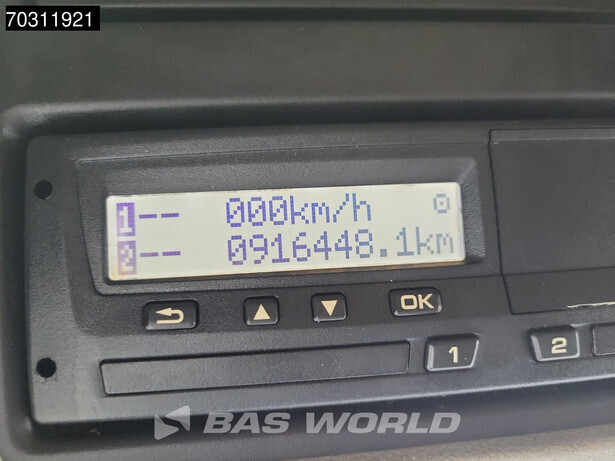 70311921
1-- 000km/h
2-- 0916448.1km
OK
1
2
BAS WORLD